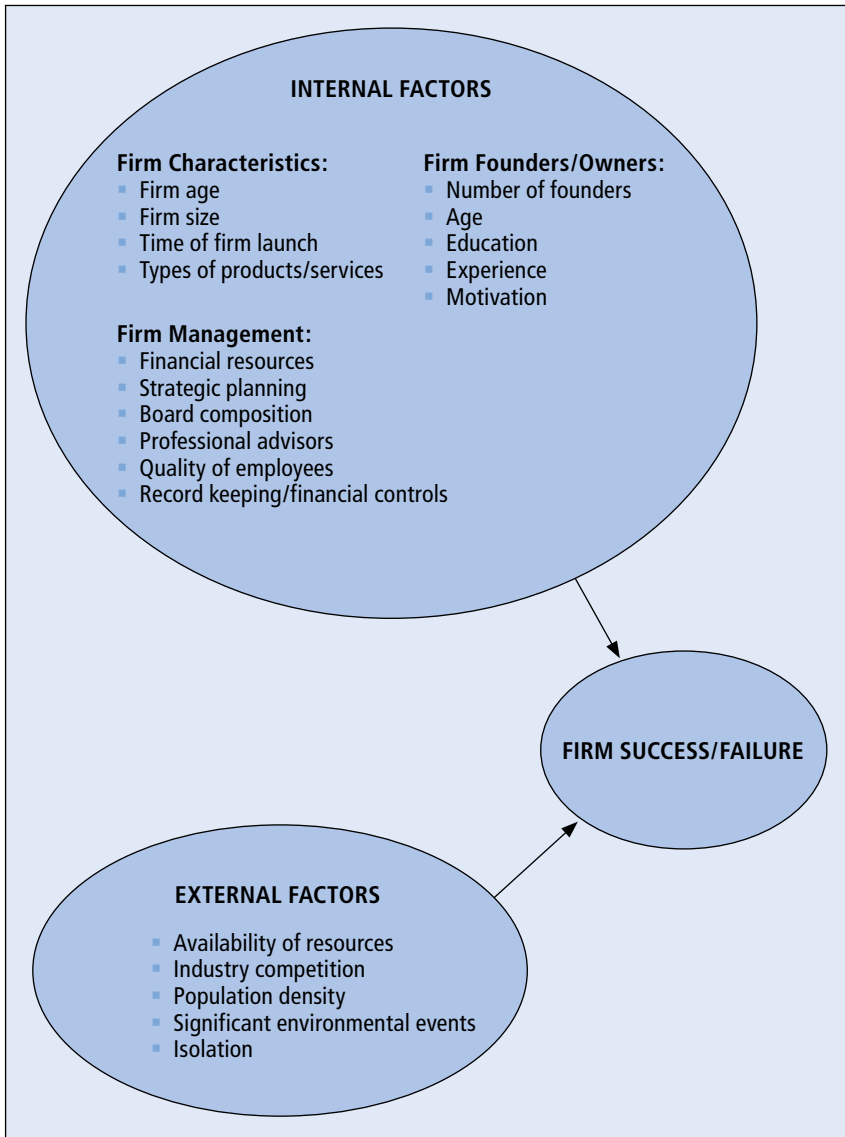 INTERNAL FACTORS
Firm Characteristics:
Firm age
Firm size
Time of firm launch
Types of products/services
Firm Founders/Owners:
Number of founders
Age
Education
Experience
Motivation
Firm Management:
Financial resources
Strategic planning
Board composition
Professional advisors
Quality of employees
Record keeping/financial controls
FIRM SUCCESS/FAILURE
EXTERNAL FACTORS
Availability of resources
Industry competition
Population density
Significant environmental events
Isolation